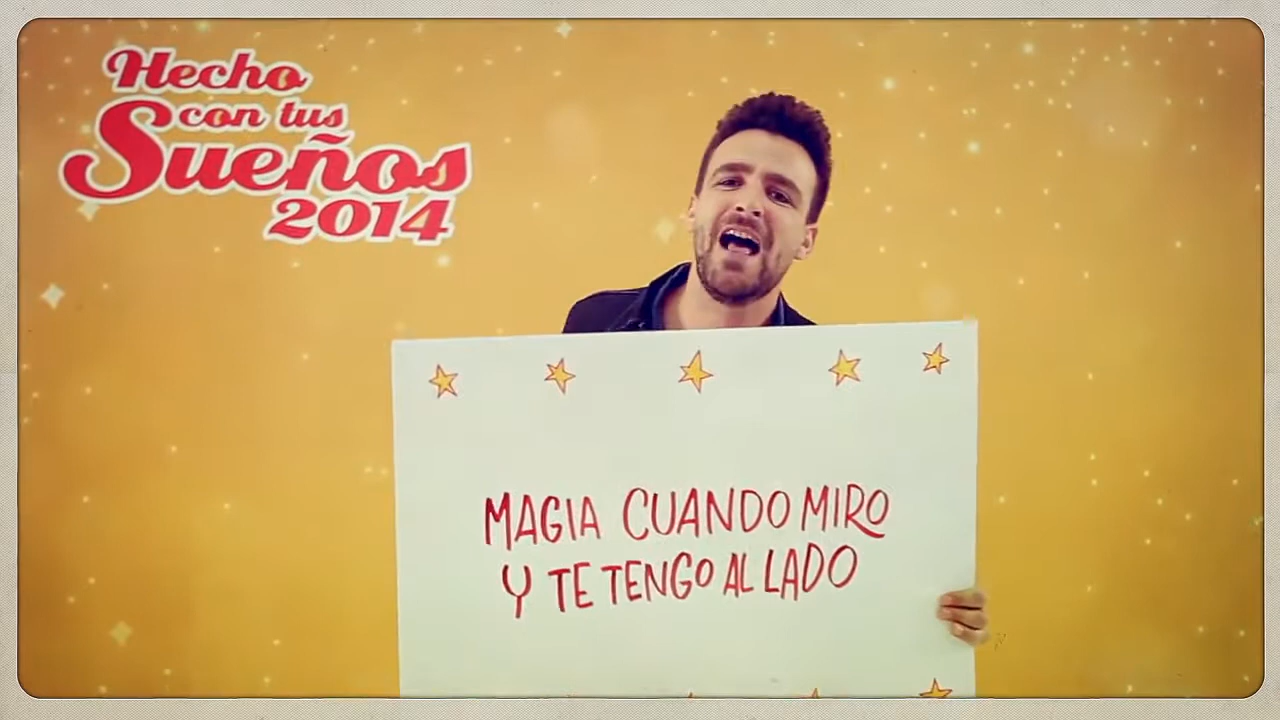 Hecho
con tus
Sueños
2014
MAGIA CUANDO MIRO
Y TE TENGO AL LADO